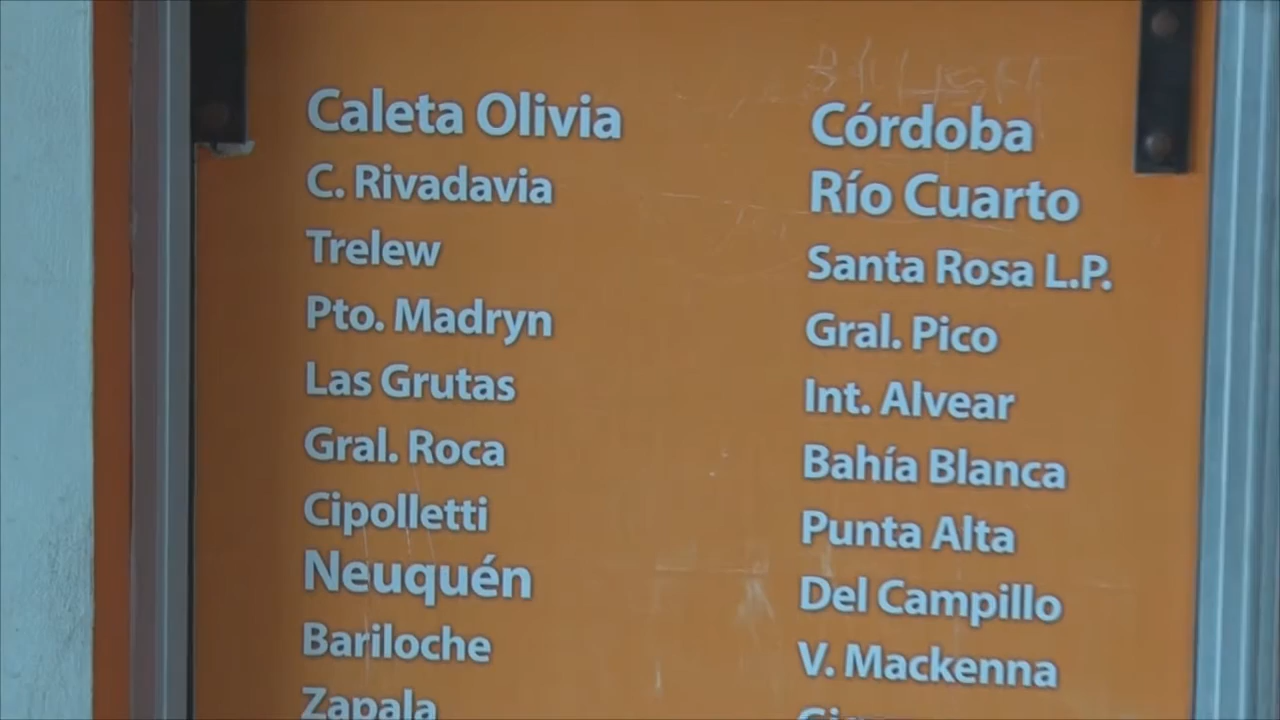 Caleta Olivia
C. Rivadavia
Trelew
Pto. Madryn
Las Grutas
Gral. Roca
Cipolletti
Neuquén
Bariloche
Zapala
Córdoba
Río Cuarto
Santa Rosa L.P.
Gral. Pico
Int. Alvear
Bahía Blanca
Punta Alta
Del Campillo
V. Mackenna